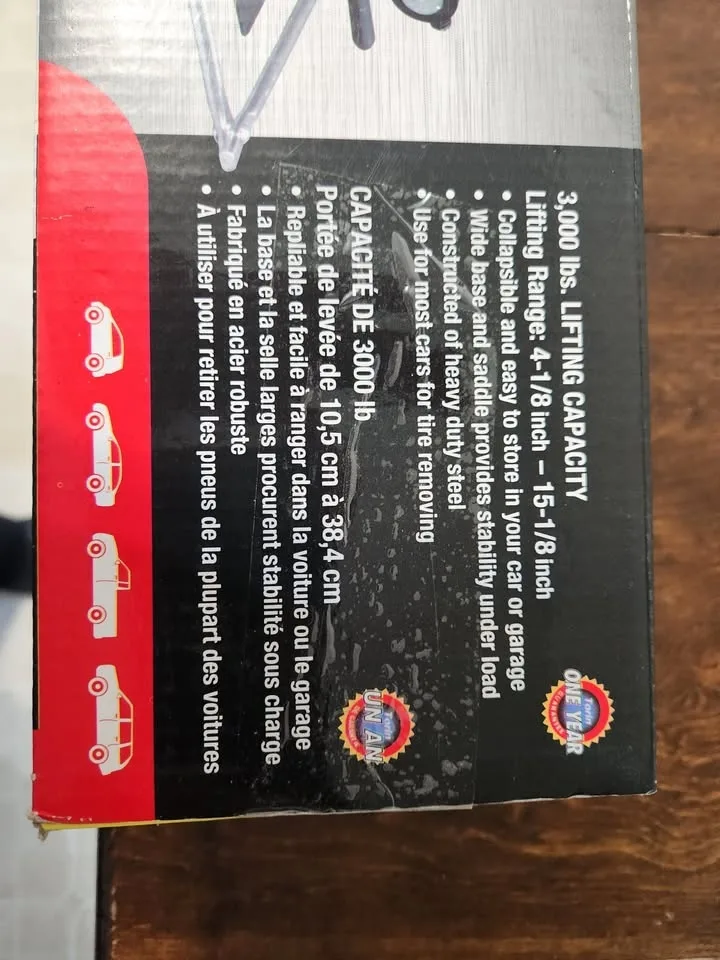 3,000 lbs. LIFTING CAPACITY
Lifting Range: 4-1/8 inch – 15-1/8 inch
• Collapsible and easy to store in your car or garage
• Wide base and saddle provides stability under load
• Constructed of heavy duty steel
• Use for most cars for tire removing
Torin
ONE YEAR
CAPACITÉ DE 3000 lb
Portée de levée de 10,5 cm à 38,4 cm
• Repliable et facile à ranger dans la voiture ou le garage
• La base et la selle larges procurent stabilité sous charge
• Fabriqué en acier robuste
• À utiliser pour retirer les pneus de la plupart des voitures
Torin
UN AN